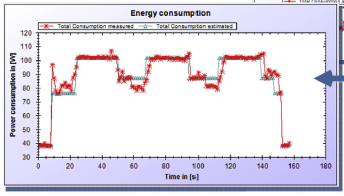 Energy consumption
Total Consumption measured Total Consumption estimated
Power consumption in [W]
120
110
100
90
80
70
60
50
40
30
0 20 40 60 80 100 120 140 160 180
Time in [s]